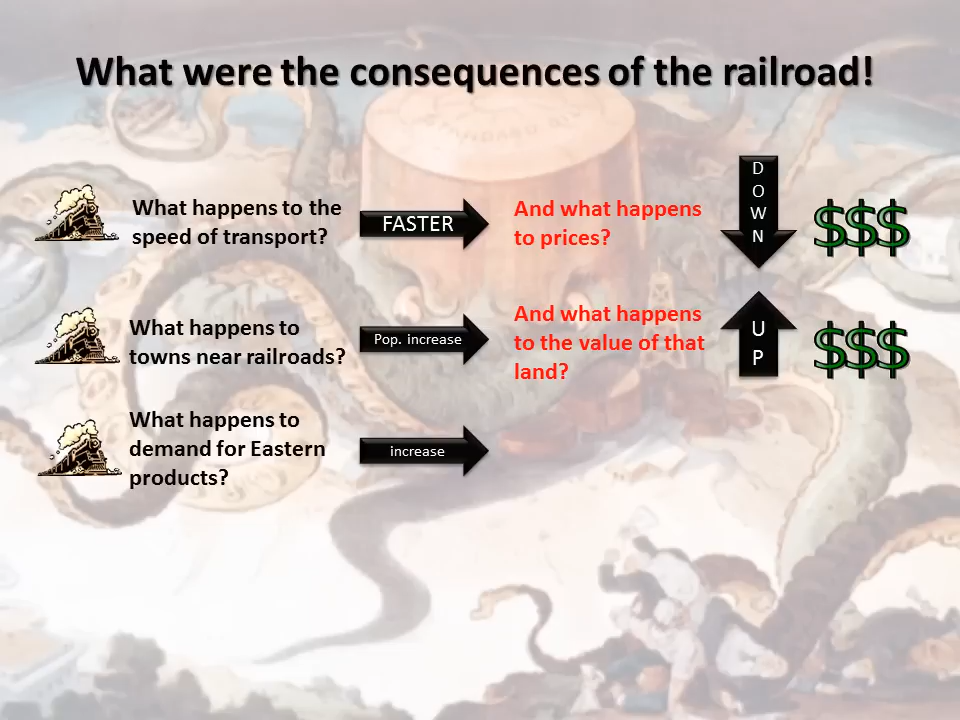 What were the consequences of the railroad!
What happens to the
speed of transport?
FASTER
And what happens
to prices?
D
O
W
N
$$$
What happens to
towns near railroads?
Pop. increase
And what happens
to the value of that
land?
U
P
$$$
What happens to
demand for Eastern
products?
increase